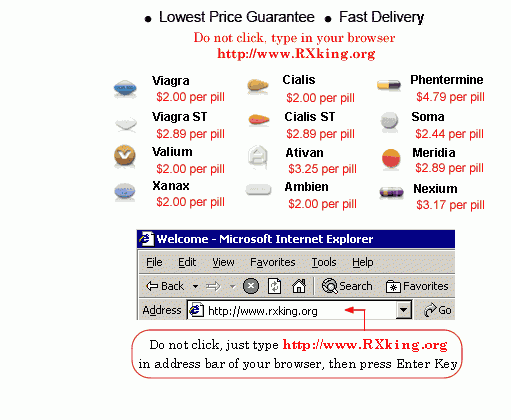 • Lowest Price Guarantee • Fast Delivery
Do not click, type in your browser
http://www.RXking.org
Viagra Cialis Phentermine
$2.00 per pill $2.00 per pill $4.79 per pill
Viagra ST Cialis ST Soma
$2.89 per pill $2.89 per pill $2.44 per pill
Valium Ativan Meridia
$2.00 per pill $3.25 per pill $2.89 per pill
Xanax Ambien Nexium
$2.00 per pill $2.00 per pill $3.17 per pill
Welcome - Microsoft Internet Explorer
File Edit View Favorites Tools Help
Back Search Favorites
Address http://www.rxking.org Go
Do not click, just type http://www.RXking.org
in address bar of your browser, then press Enter Key